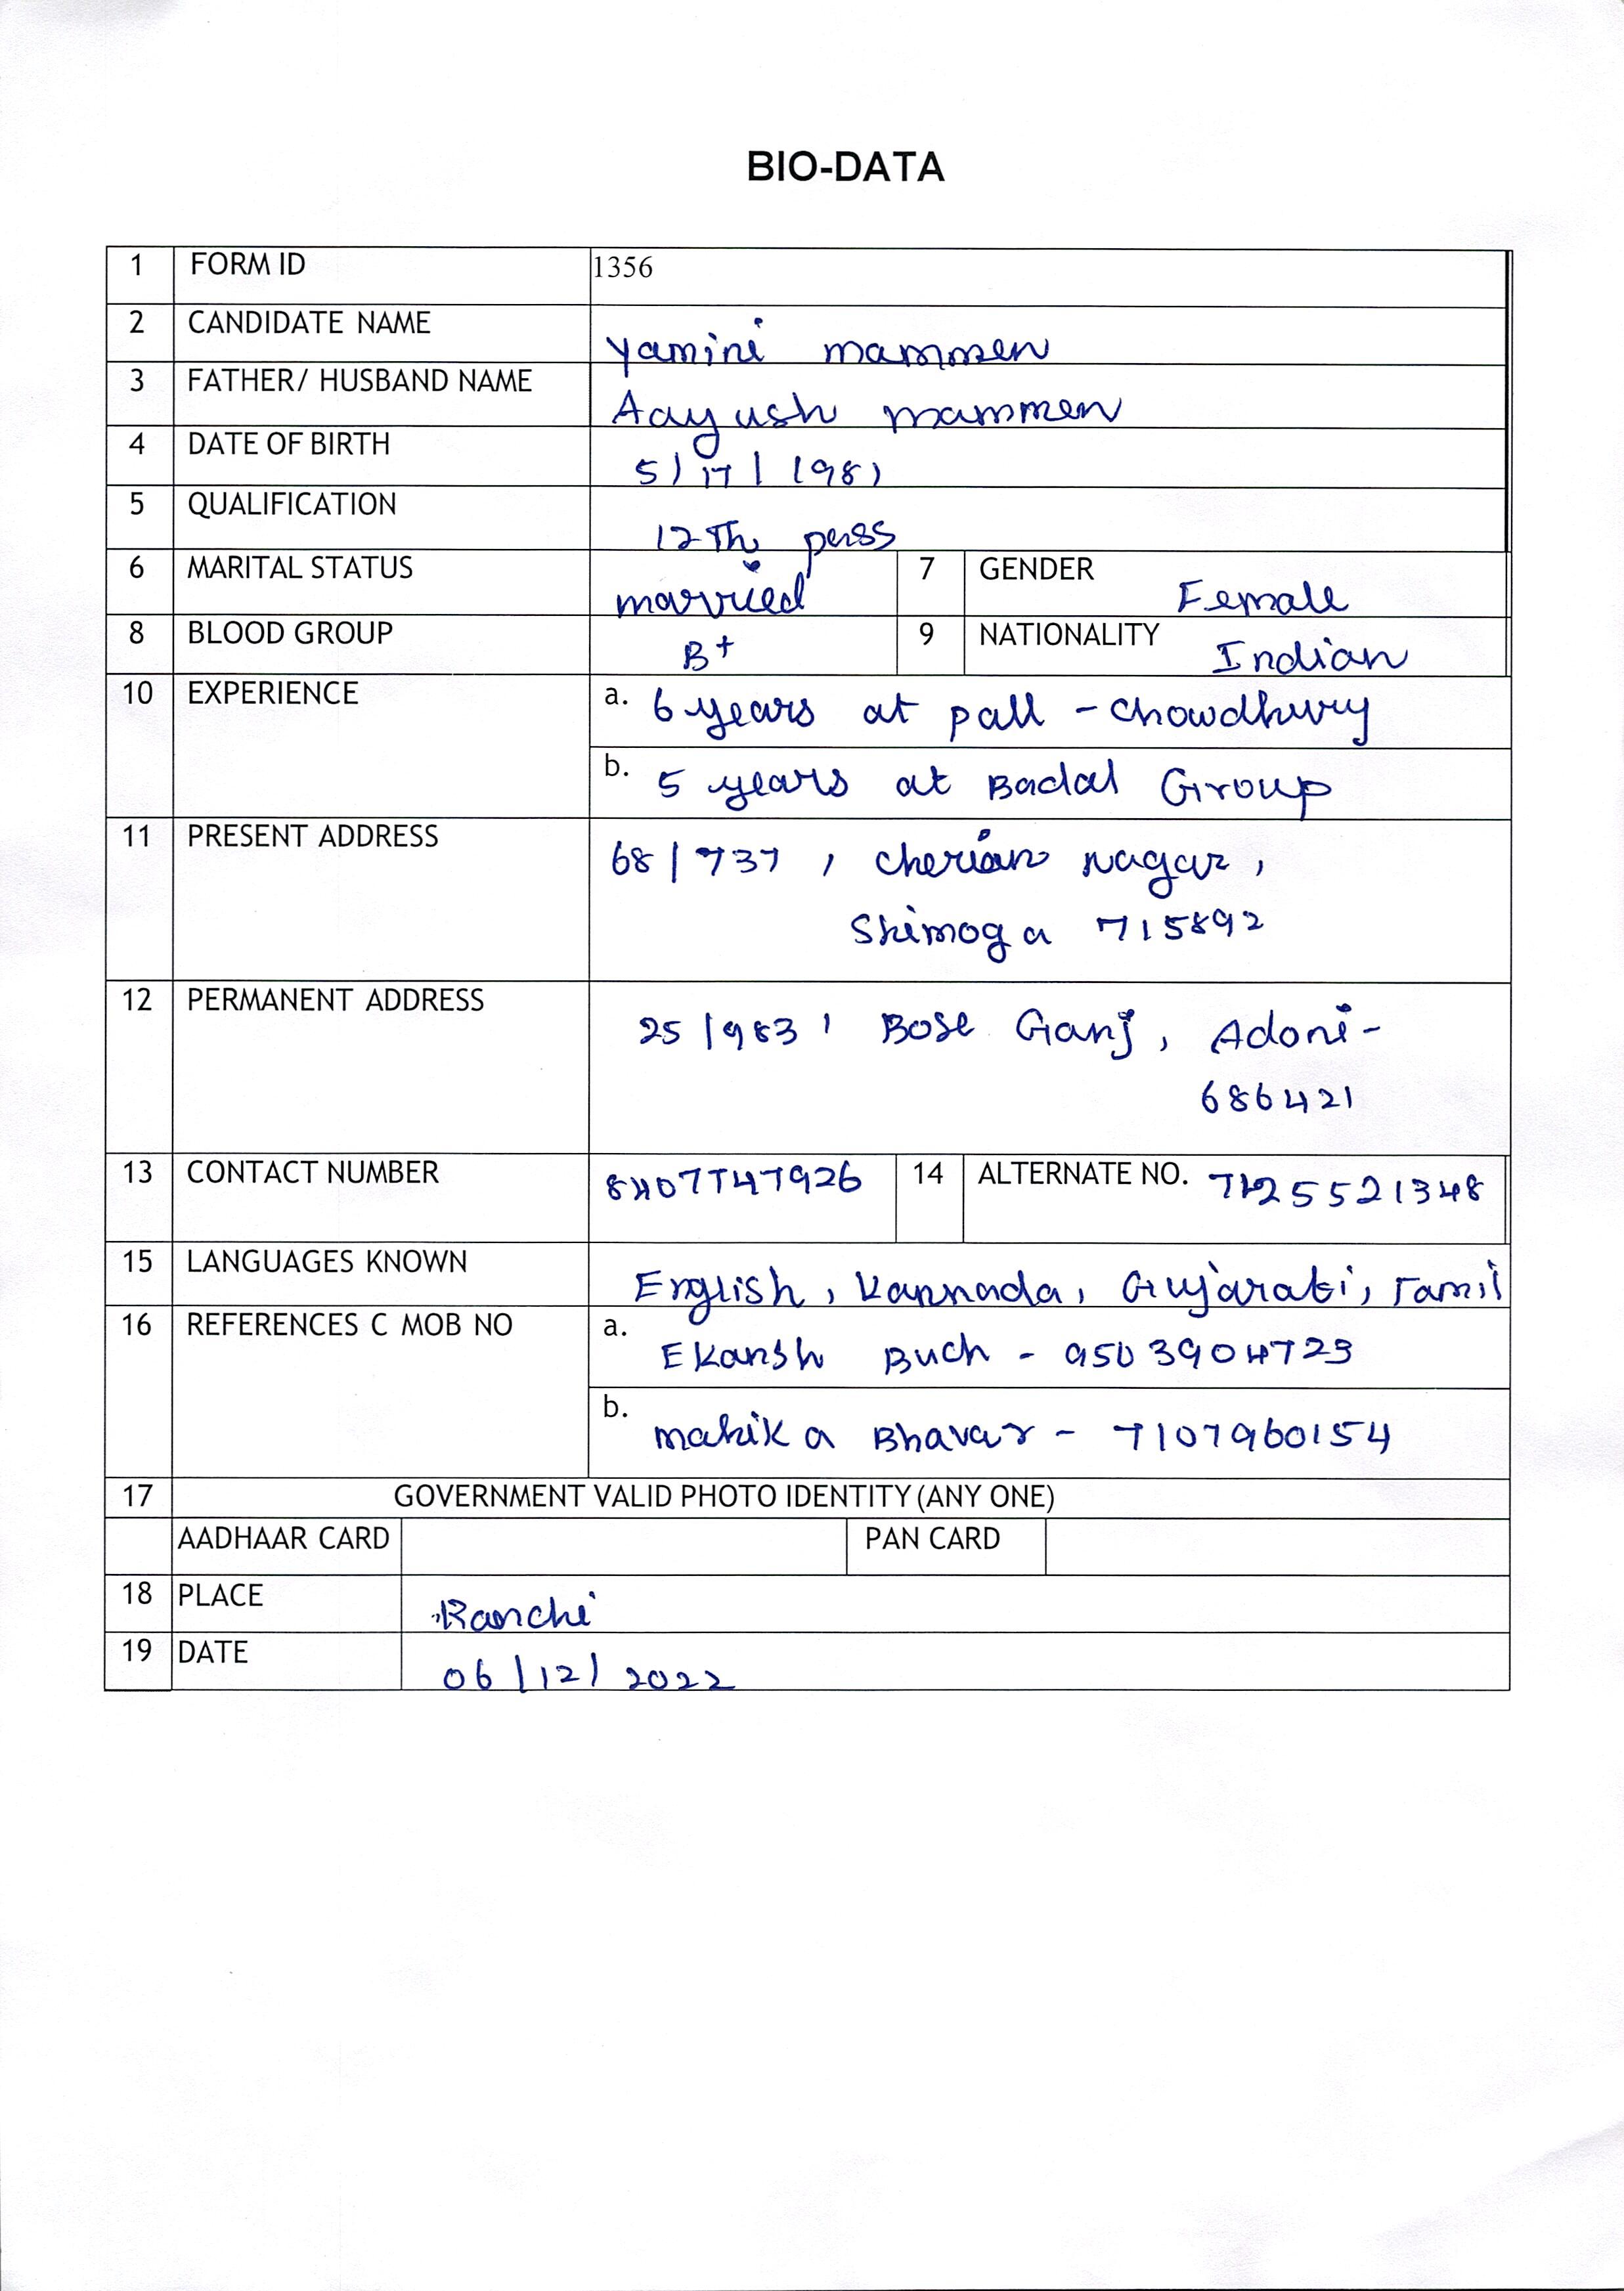 BIO-DATA
1 FORM ID 1356
2 CANDIDATE NAME Yamini mammen
3 FATHER/ HUSBAND NAME Aayush mammen
4 DATE OF BIRTH 5/17/1981
5 QUALIFICATION 12Th pass
6 MARITAL STATUS married 7 GENDER Female
8 BLOOD GROUP B+ 9 NATIONALITY Indian
10 EXPERIENCE a. 6 years at pall - chowdhury
b. 5 years at Badal Group
11 PRESENT ADDRESS 68/737, cherian nagar,
Shimoga 715892
12 PERMANENT ADDRESS 25/983, Bose Ganj, Adoni-
686421
13 CONTACT NUMBER 8407747926 14 ALTERNATE NO. 7425521348
15 LANGUAGES KNOWN English, Kannada, Gujarati, Tamil
16 REFERENCES C MOB NO a. Ekansh Buch - 9503904723
b. mahika Bhavar - 7107960154
17 GOVERNMENT VALID PHOTO IDENTITY (ANY ONE)
AADHAAR CARD PAN CARD
18 PLACE Ranchi
19 DATE 06/12/2022